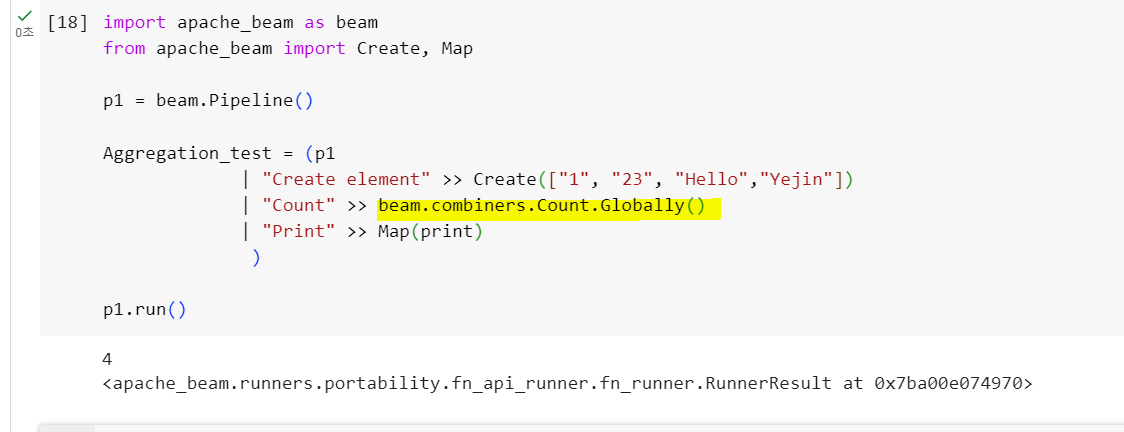 [18] import apache_beam as beam
0초
from apache_beam import Create, Map
p1 = beam.Pipeline()
Aggregation_test = (p1
| "Create element" >> Create(["1", "23", "Hello","Yejin"])
| "Count" >> beam.combiners.Count.Globally()
| "Print" >> Map(print)
)
p1.run()
4
<apache_beam.runners.portability.fn_api_runner.fn_runner.RunnerResult at 0x7ba00e074970>